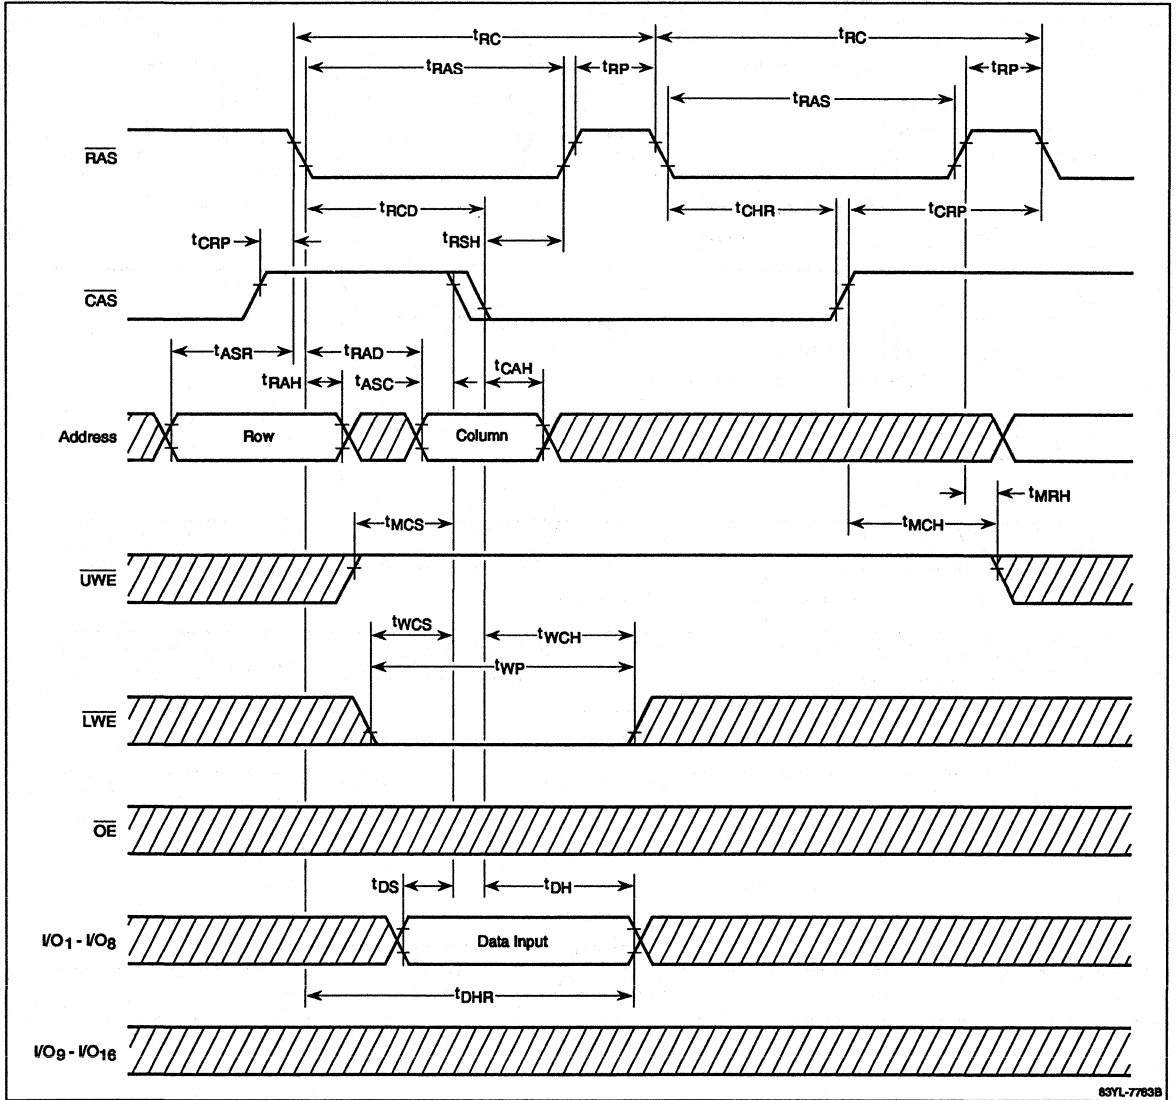 tRC tRC
tRAS tRP tRP
tRAS
RAS
tRCD tCHR tCRP
tCRP tRSH
CAS
tASR tRAD tCAH
tRAH tASC
Address Row Column
tMRH
tMCS tMCH
UWE
tWCS tWCH
tWP
LWE
OE
tDS tDH
I/O1 - I/O8 Data Input
tDHR
I/O9 - I/O16
83YL-7763B